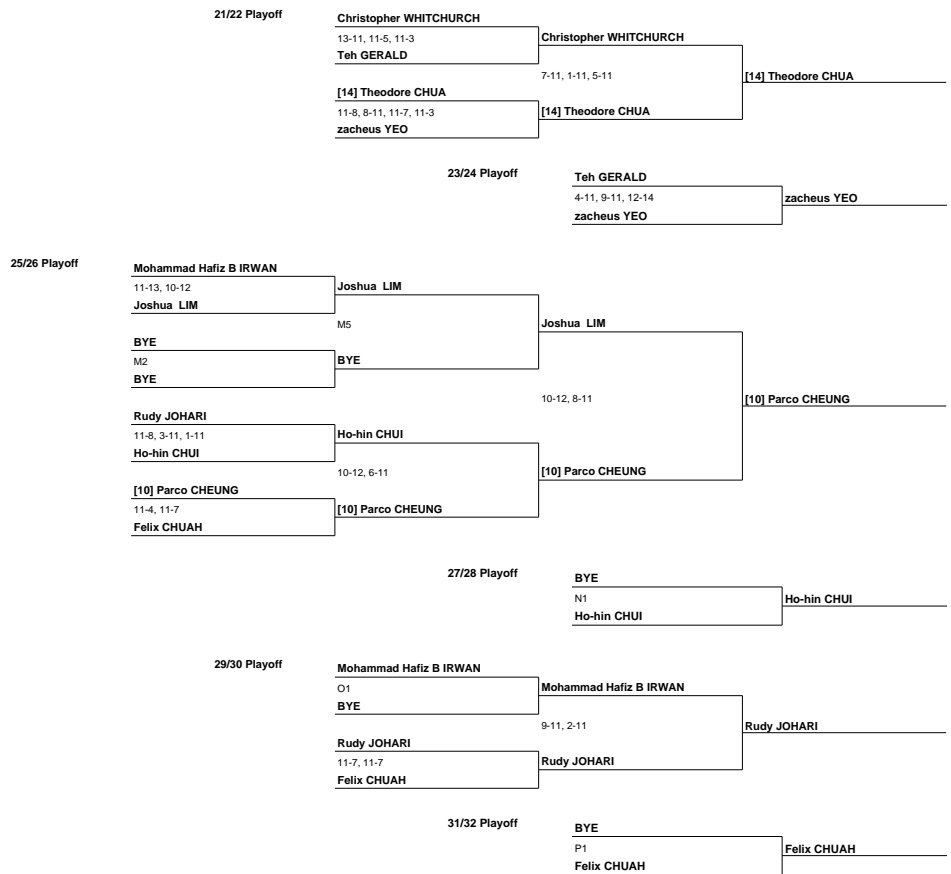 21/22 Playoff
Christopher WHITCHURCH
13-11, 11-5, 11-3
Teh GERALD
Christopher WHITCHURCH
[14] Theodore CHUA
11-8, 8-11, 11-7, 11-3
zacheus YEO
[14] Theodore CHUA
7-11, 1-11, 5-11
[14] Theodore CHUA
23/24 Playoff
Teh GERALD
4-11, 9-11, 12-14
zacheus YEO
zacheus YEO
25/26 Playoff
Mohammad Hafiz B IRWAN
11-13, 10-12
Joshua LIM
Joshua LIM
M5
BYE
M2
BYE
BYE
Joshua LIM
Rudy JOHARI
11-8, 3-11, 1-11
Ho-hin CHUI
Ho-hin CHUI
10-12, 6-11
[10] Parco CHEUNG
11-4, 11-7
Felix CHUAH
[10] Parco CHEUNG
[10] Parco CHEUNG
10-12, 8-11
[10] Parco CHEUNG
27/28 Playoff
BYE
N1
Ho-hin CHUI
Ho-hin CHUI
29/30 Playoff
Mohammad Hafiz B IRWAN
O1
BYE
Mohammad Hafiz B IRWAN
Rudy JOHARI
11-7, 11-7
Felix CHUAH
Rudy JOHARI
9-11, 2-11
Rudy JOHARI
31/32 Playoff
BYE
P1
Felix CHUAH
Felix CHUAH